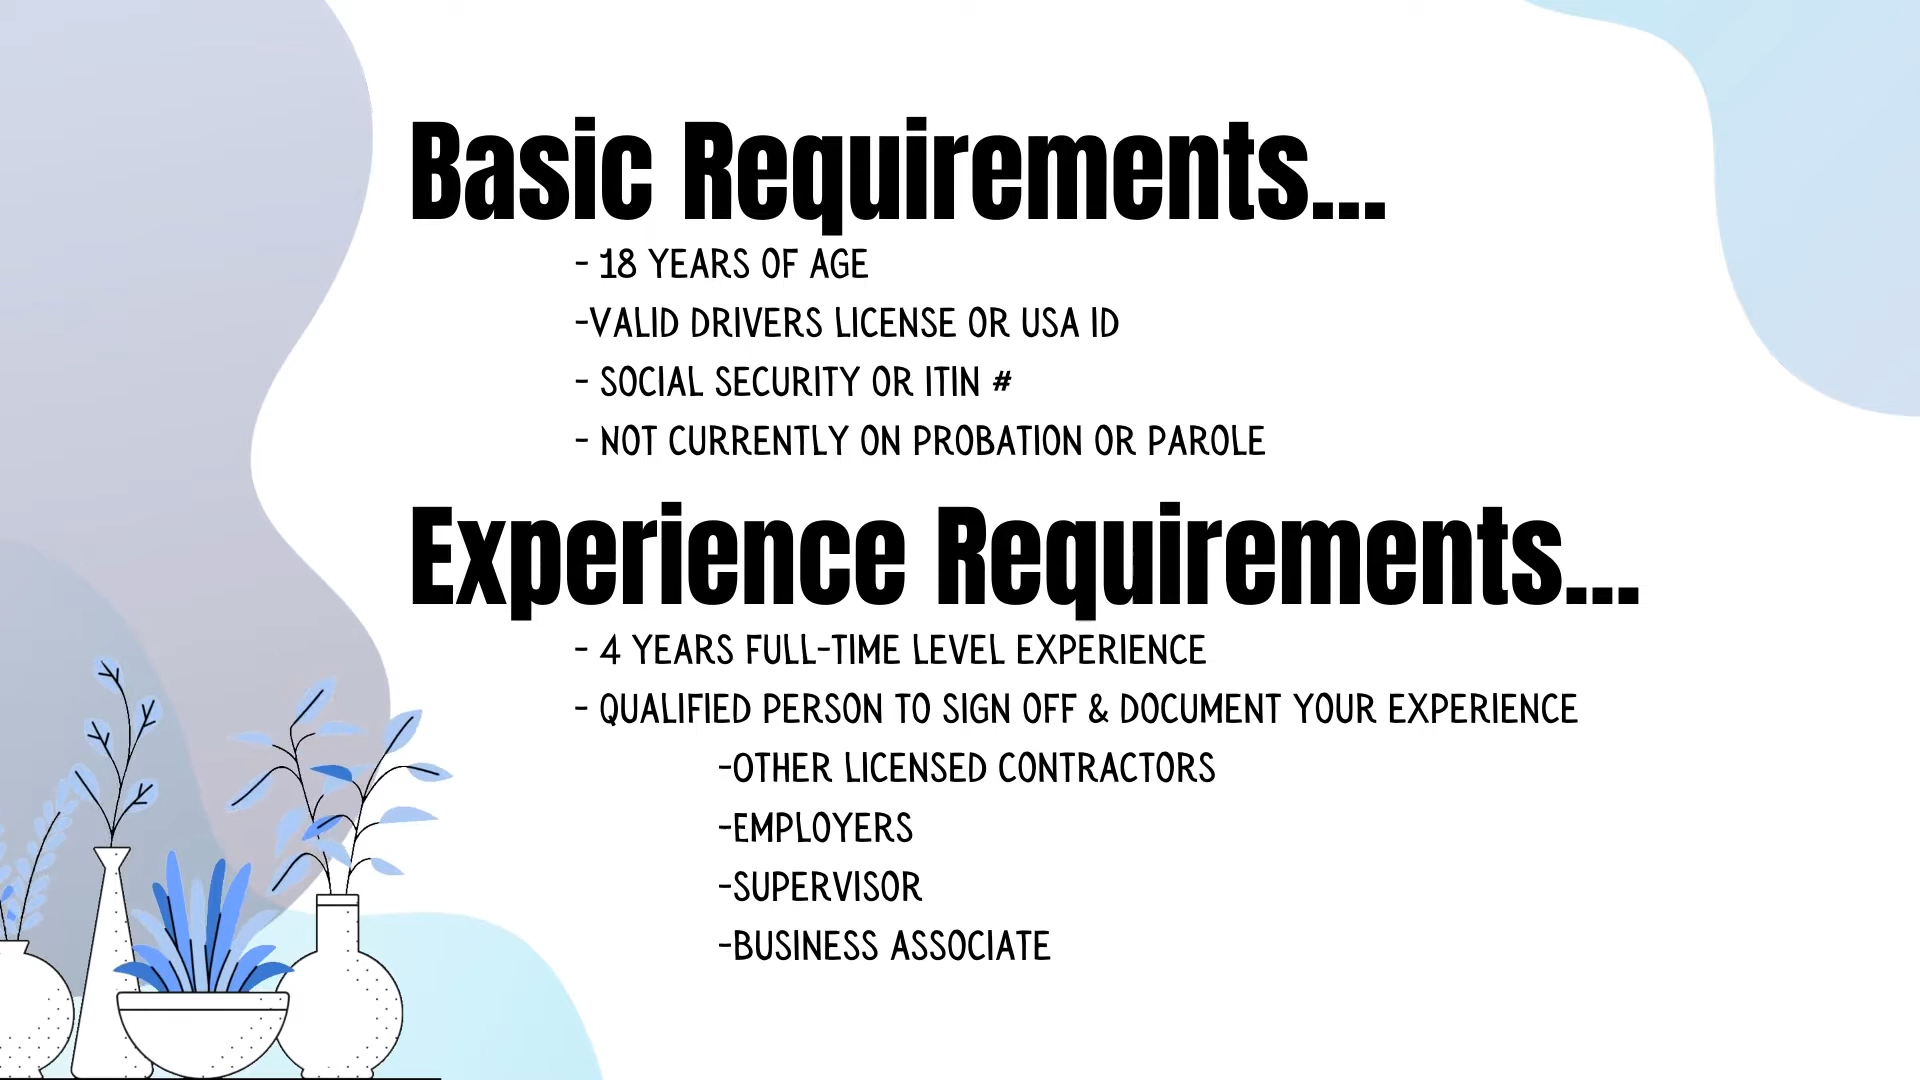 Basic Requirements...
- 18 YEARS OF AGE
-VALID DRIVERS LICENSE OR USA ID
- SOCIAL SECURITY OR ITIN #
- NOT CURRENTLY ON PROBATION OR PAROLE
Experience Requirements...
- 4 YEARS FULL-TIME LEVEL EXPERIENCE
- QUALIFIED PERSON TO SIGN OFF & DOCUMENT YOUR EXPERIENCE
-OTHER LICENSED CONTRACTORS
-EMPLOYERS
-SUPERVISOR
-BUSINESS ASSOCIATE